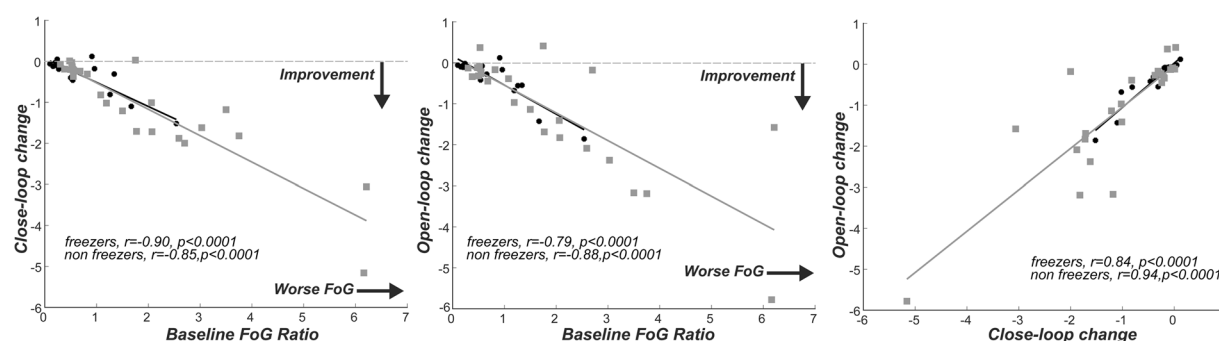 Close-loop change
1
0
-1
-2
-3
-4
-5
-6
Improvement
freezers, r=-0.90, p<0.0001
non freezers, r=-0.85,p<0.0001
Worse FoG
0 1 2 3 4 5 6 7
Baseline FoG Ratio
Open-loop change
1
0
-1
-2
-3
-4
-5
-6
Improvement
freezers, r=-0.79, p<0.0001
non freezers, r=-0.88,p<0.0001
Worse FoG
0 1 2 3 4 5 6 7
Baseline FoG Ratio
Open-loop change
1
0
-1
-2
-3
-4
-5
-6
freezers, r=0.84, p<0.0001
non freezers, r=0.94,p<0.0001
-6 -5 -4 -3 -2 -1 0
Close-loop change